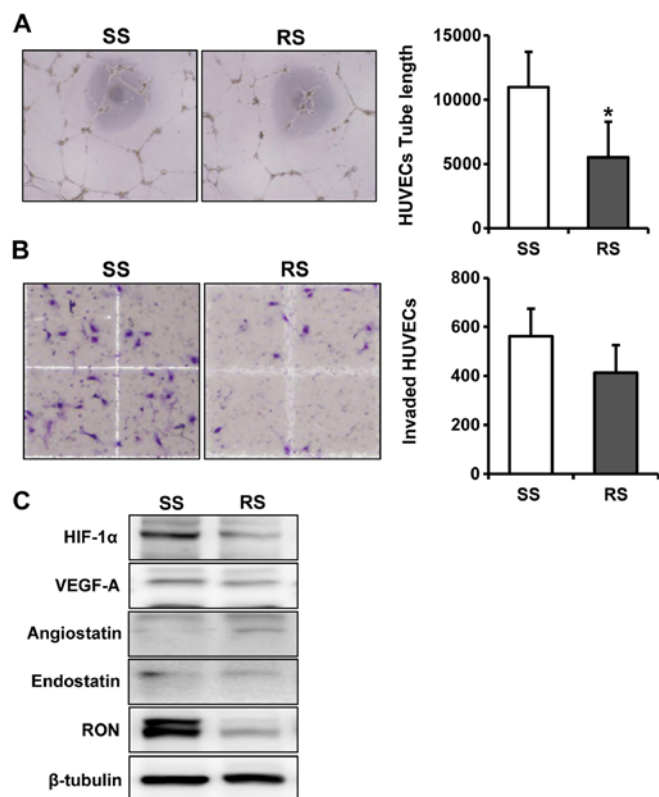 A
SS
RS
HUVECs Tube length
15000
10000
5000
0
*
SS
RS
B
SS
RS
Invaded HUVECs
800
600
400
200
0
SS
RS
C
SS
RS
HIF-1α
VEGF-A
Angiostatin
Endostatin
RON
β-tubulin